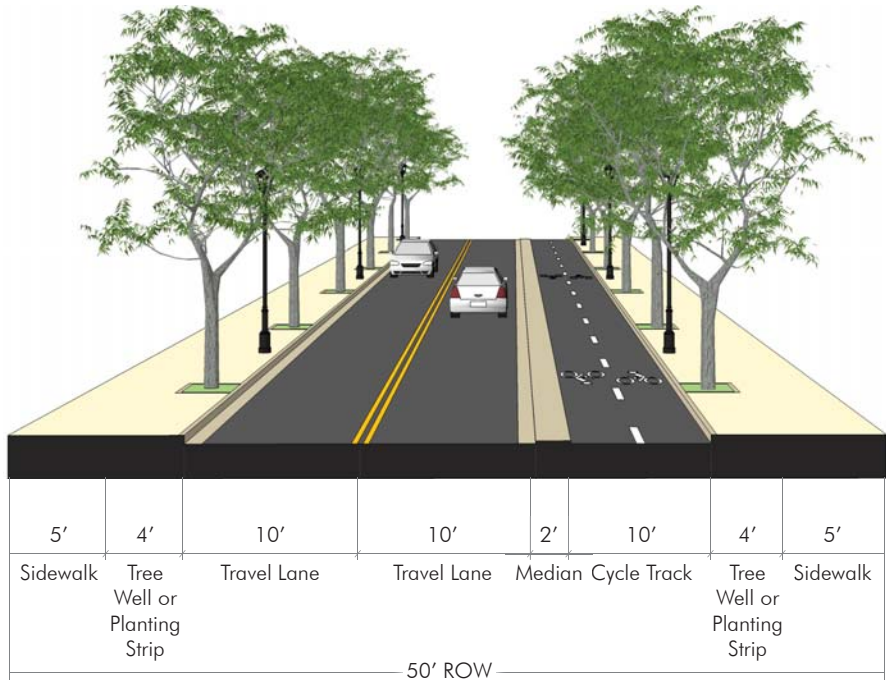 5’ 4’ 10’ 10’ 2’ 10’ 4’ 5’
Sidewalk Tree Well or Planting Strip Travel Lane Travel Lane Median Cycle Track Tree Well or Planting Strip Sidewalk
50’ ROW